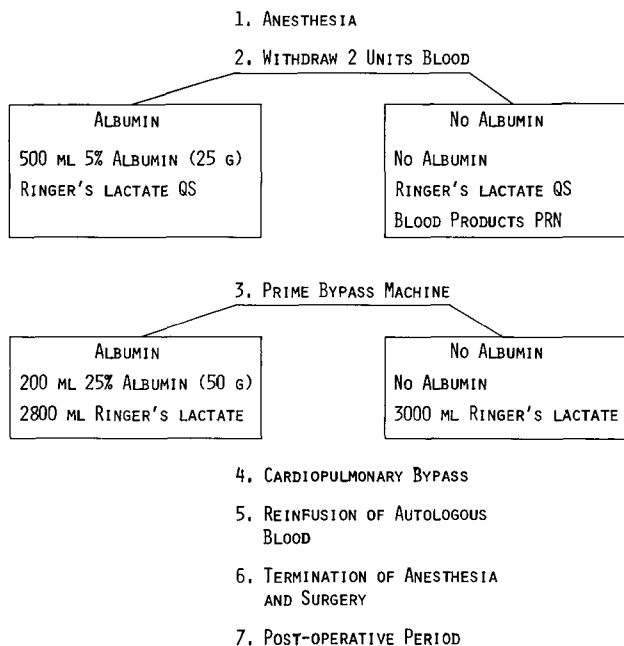 1. Anesthesia
2. Withdraw 2 Units Blood
Albumin
500 ml 5% Albumin (25 g)
Ringer's lactate QS
No Albumin
No Albumin
Ringer's lactate QS
Blood Products PRN
3. Prime Bypass Machine
Albumin
200 ml 25% Albumin (50 g)
2800 ml Ringer's lactate
No Albumin
No Albumin
3000 ml Ringer's lactate
4. Cardiopulmonary Bypass
5. Reinfusion of Autologous
Blood
6. Termination of Anesthesia
and Surgery
7. Post-operative Period